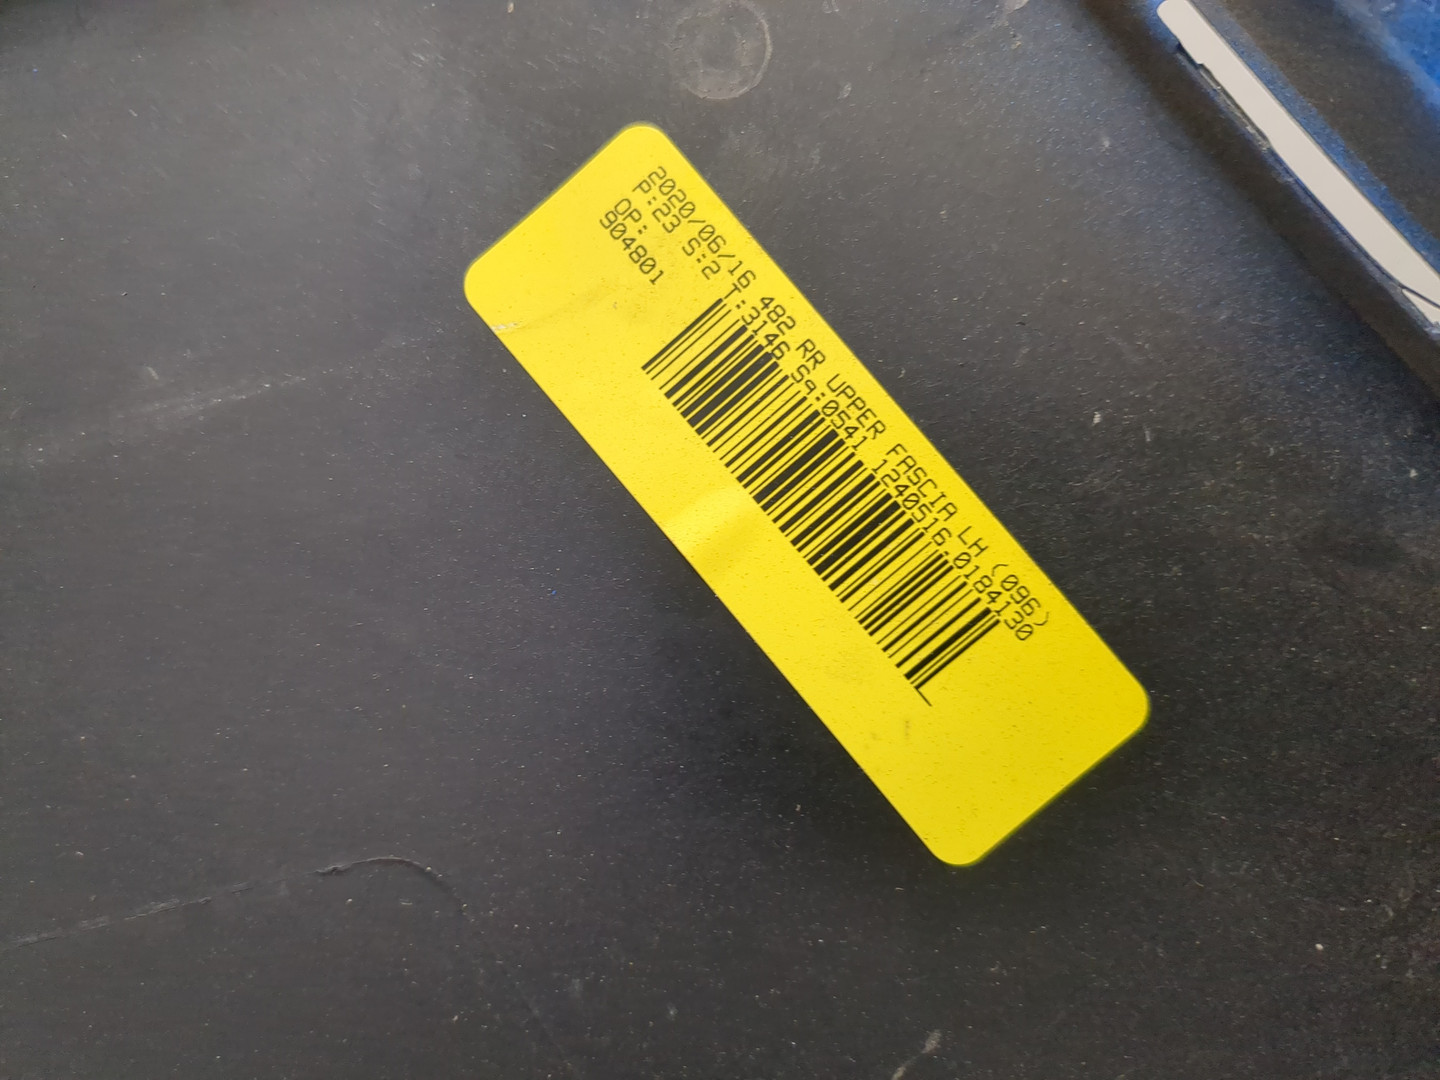 2020/06/16 482 RR UPPER FASCIA LH (096)
P:23 S:2 T:3146 Sq:0541 1240516.0184130
OP:
904801